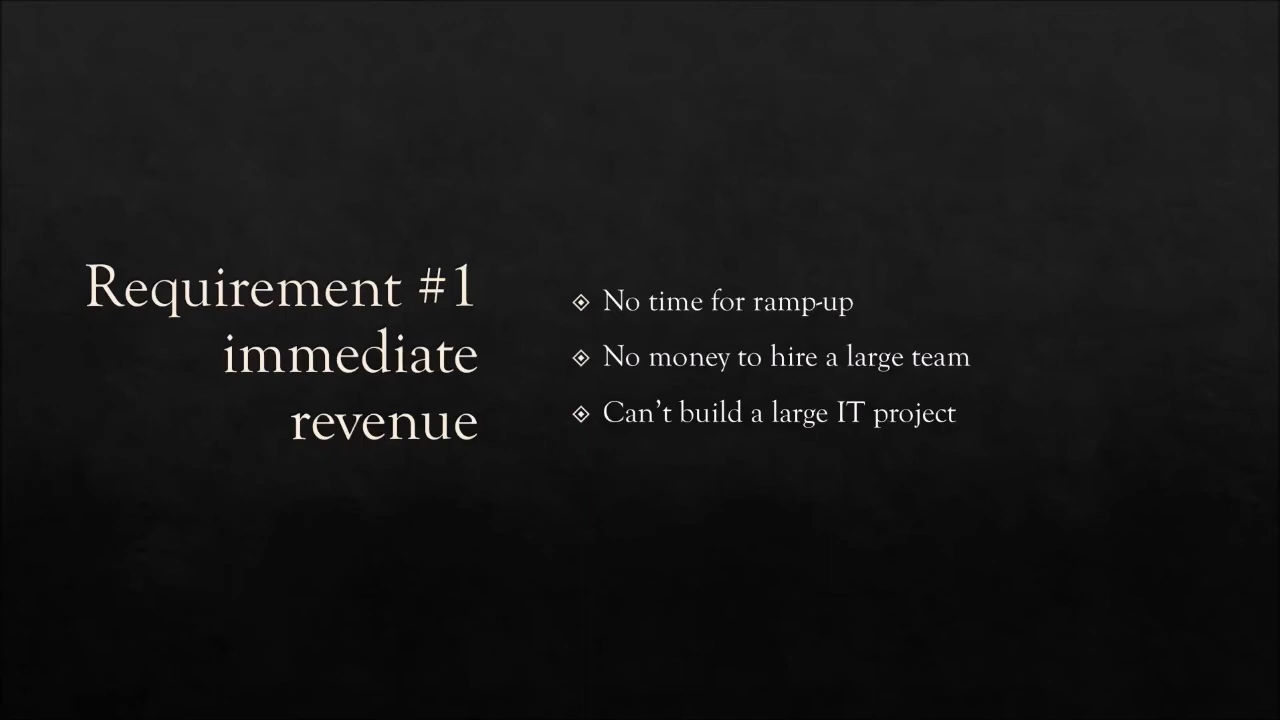 Requirement #1
immediate
revenue
No time for ramp-up
No money to hire a large team
Can’t build a large IT project